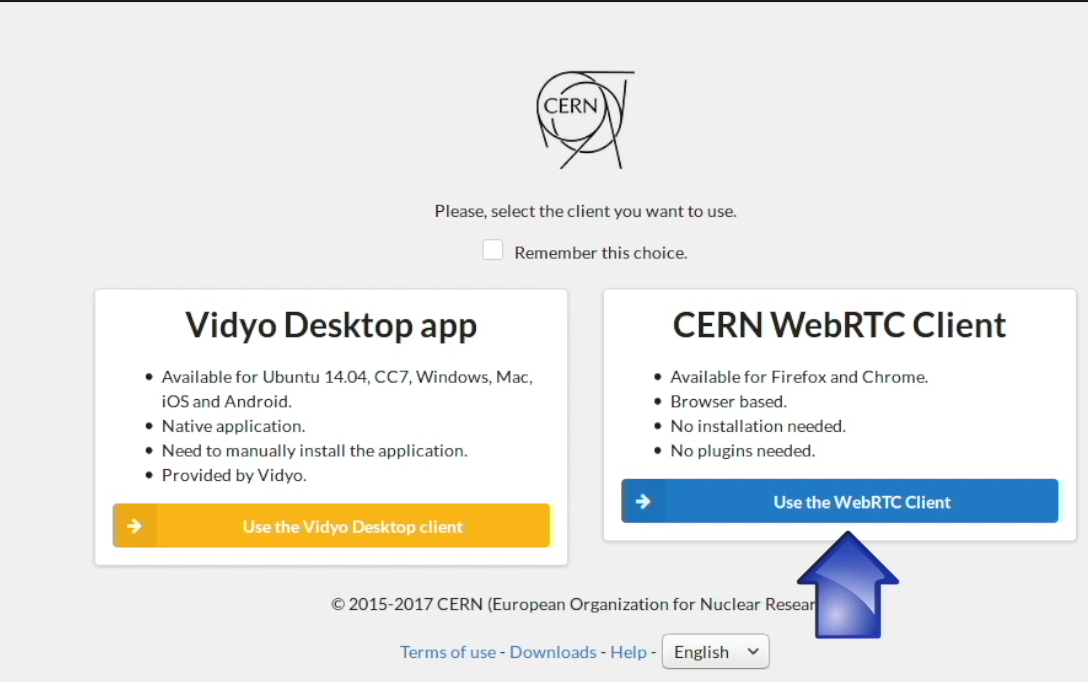 CERN
Please, select the client you want to use.
Remember this choice.
Vidyo Desktop app
• Available for Ubuntu 14.04, CC7, Windows, Mac,
iOS and Android.
• Native application.
• Need to manually install the application.
• Provided by Vidyo.
Use the Vidyo Desktop client
CERN WebRTC Client
• Available for Firefox and Chrome.
• Browser based.
• No installation needed.
• No plugins needed.
Use the WebRTC Client
© 2015-2017 CERN (European Organization for Nuclear Resear
Terms of use - Downloads - Help - English